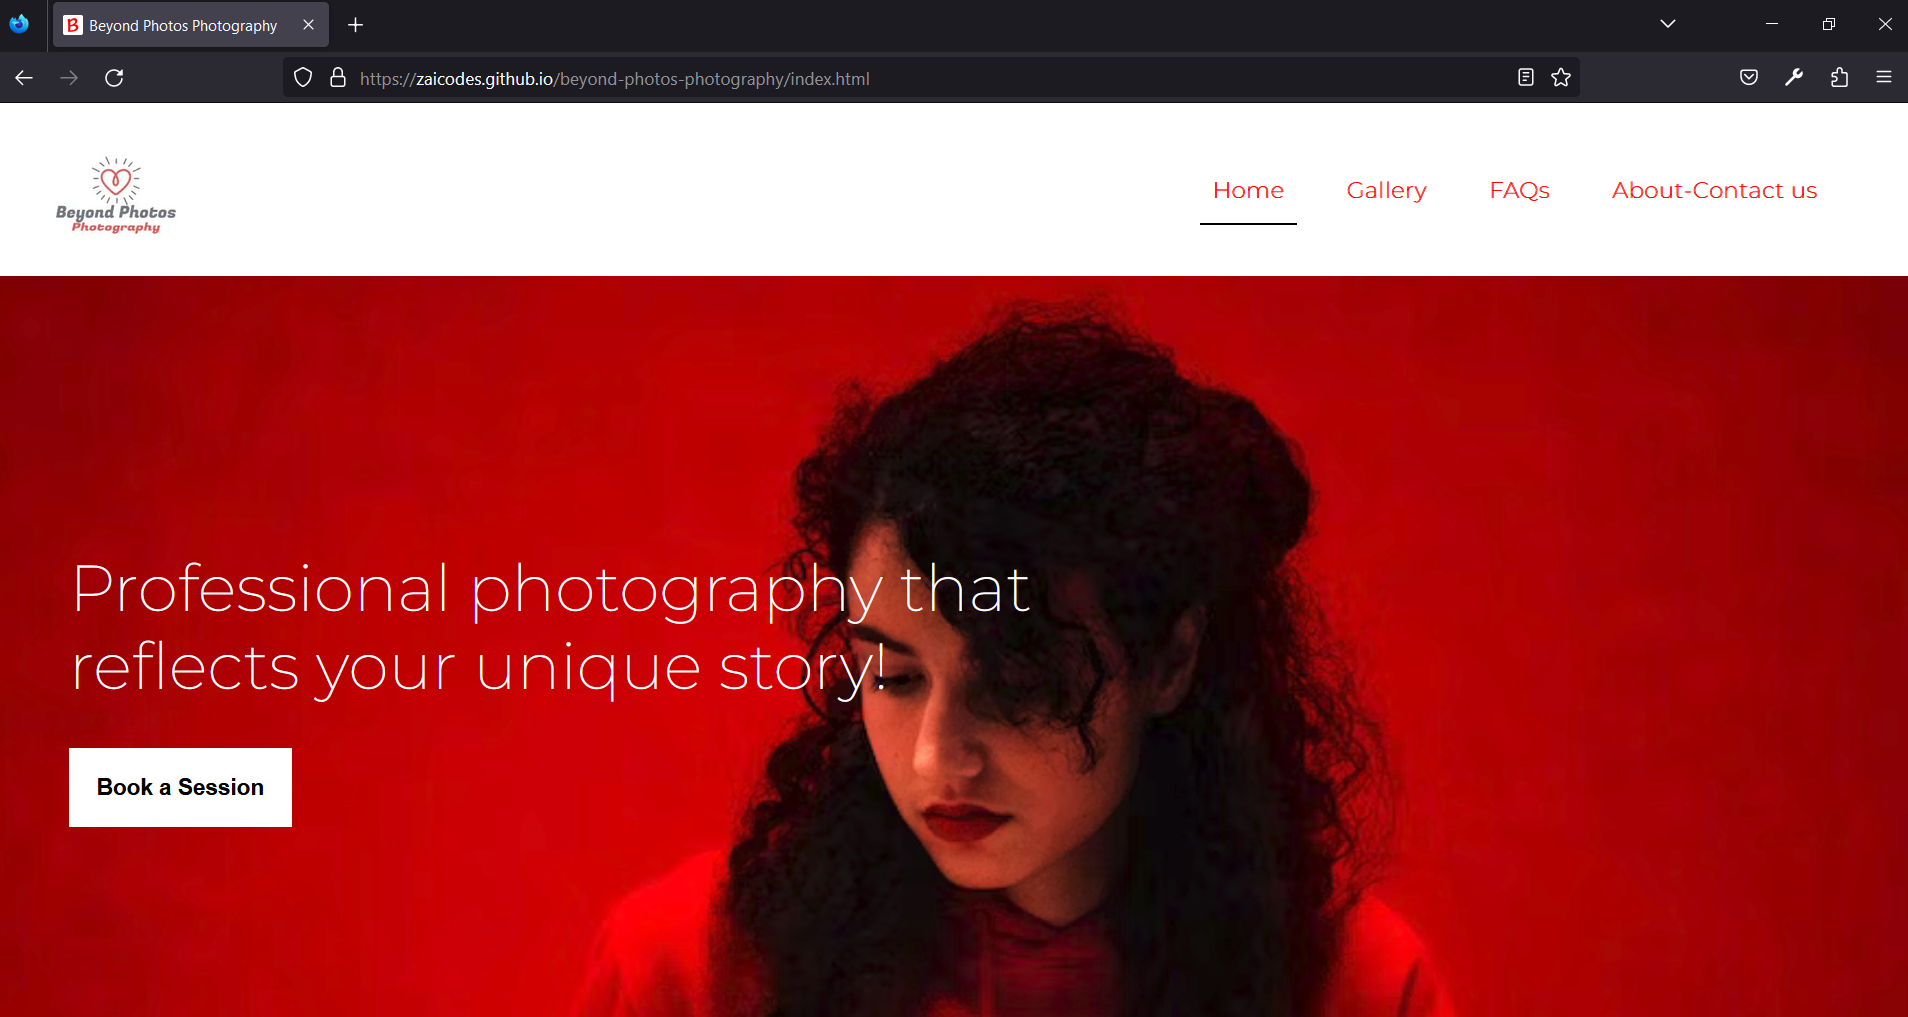 Beyond Photos Photography
https://zaicodes.github.io/beyond-photos-photography/index.html
Beyond Photos
Photography
Home Gallery FAQs About-Contact us
Professional photography that
reflects your unique story!
Book a Session